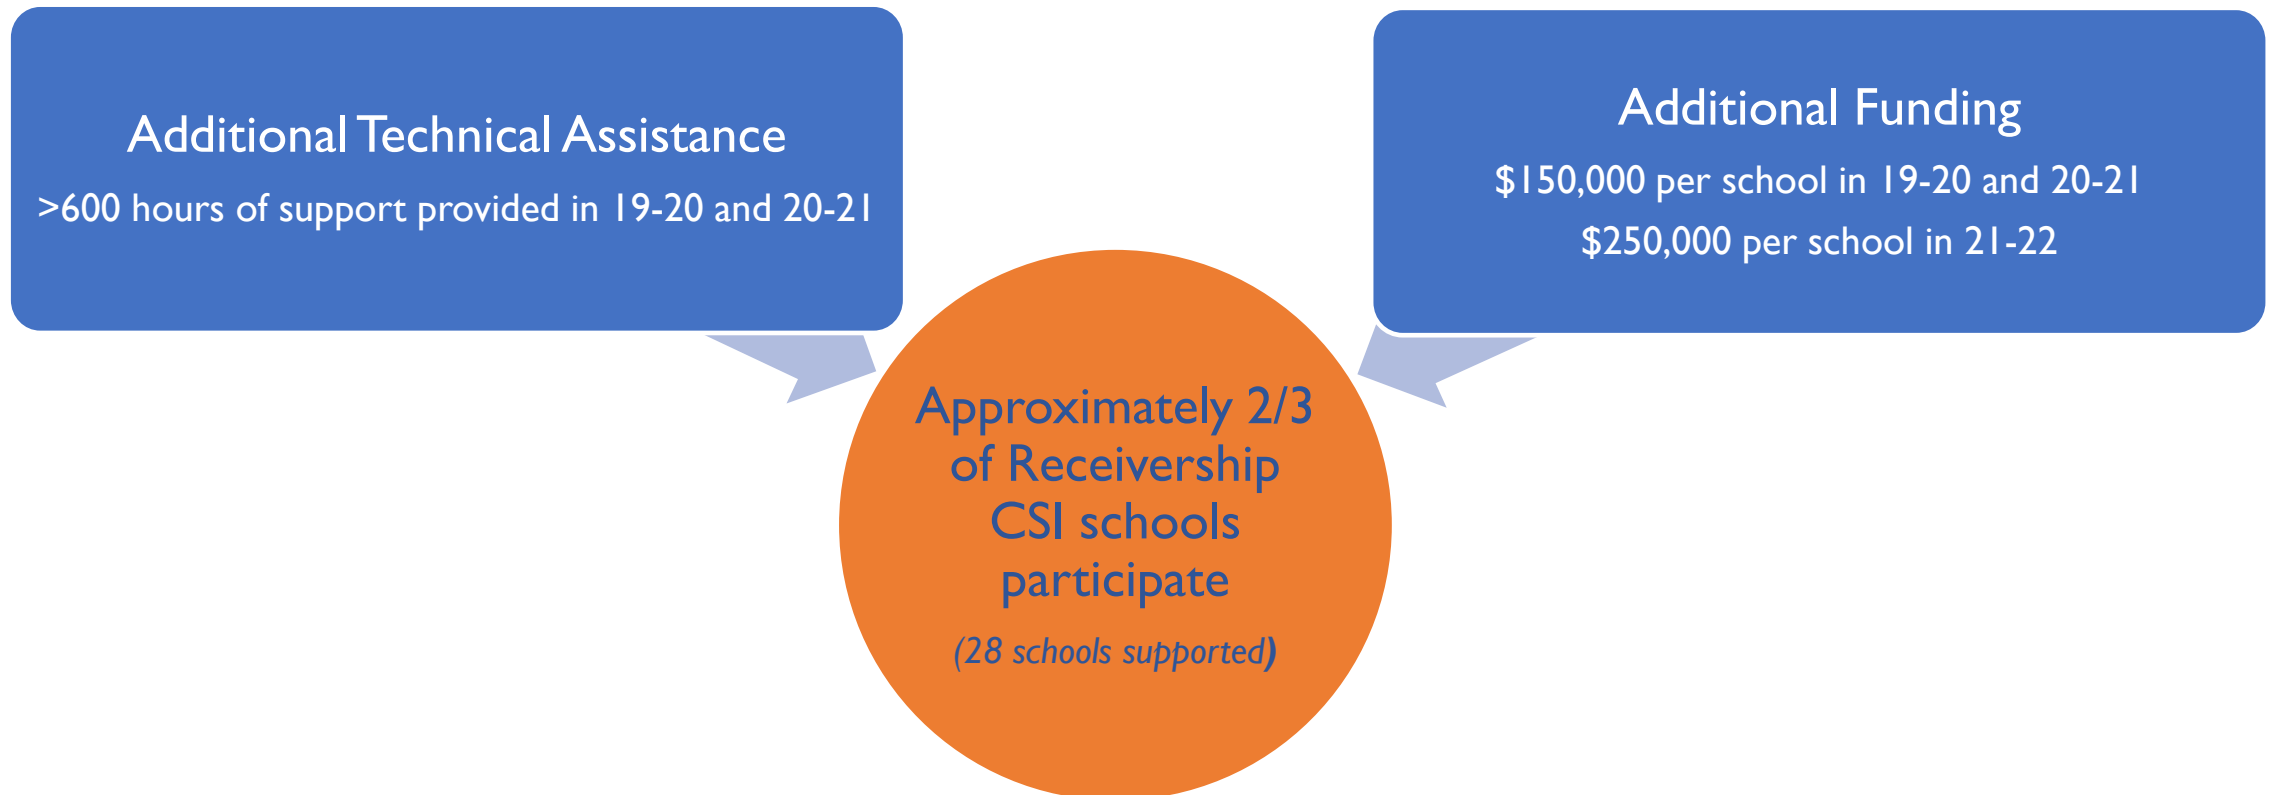 Additional Technical Assistance
>600 hours of support provided in 19-20 and 20-21
Additional Funding
$150,000 per school in 19-20 and 20-21
$250,000 per school in 21-22
Approximately 2/3
of Receivership
CSI schools
participate
(28 schools supported)